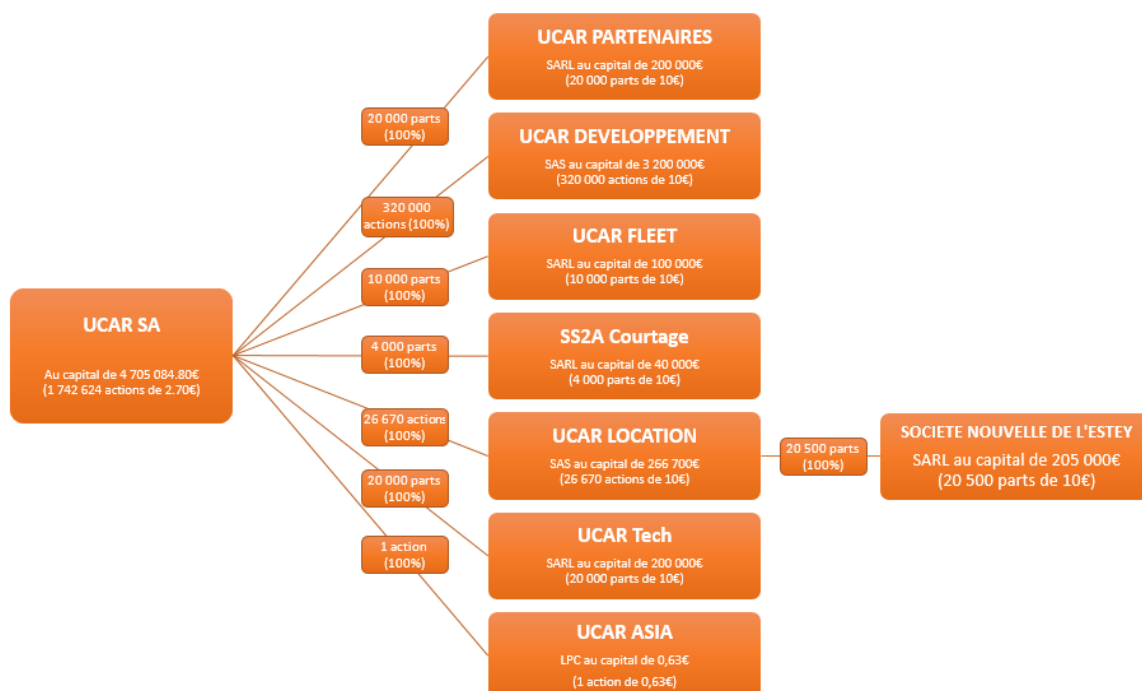 UCAR PARTENAIRES
SARL au capital de 200 000€
(20 000 parts de 10€)
20 000 parts
(100%)
UCAR DEVELOPPEMENT
SAS au capital de 3 200 000€
(320 000 actions de 10€)
320 000
actions (100%)
UCAR FLEET
SARL au capital de 100 000€
(10 000 parts de 10€)
10 000 parts
(100%)
UCAR SA
Au capital de 4 705 084.80€
(1 742 624 actions de 2.70€)
SS2A Courtage
SARL au capital de 40 000€
(4 000 parts de 10€)
4 000 parts
(100%)
26 670 actions
(100%)
UCAR LOCATION
SAS au capital de 266 700€
(26 670 actions de 10€)
20 500 parts
(100%)
SOCIETE NOUVELLE DE L'ESTEY
SARL au capital de 205 000€
(20 500 parts de 10€)
20 000 parts
(100%)
UCAR Tech
SARL au capital de 200 000€
(20 000 parts de 10€)
1 action
(100%)
UCAR ASIA
LPC au capital de 0,63€
(1 action de 0,63€)